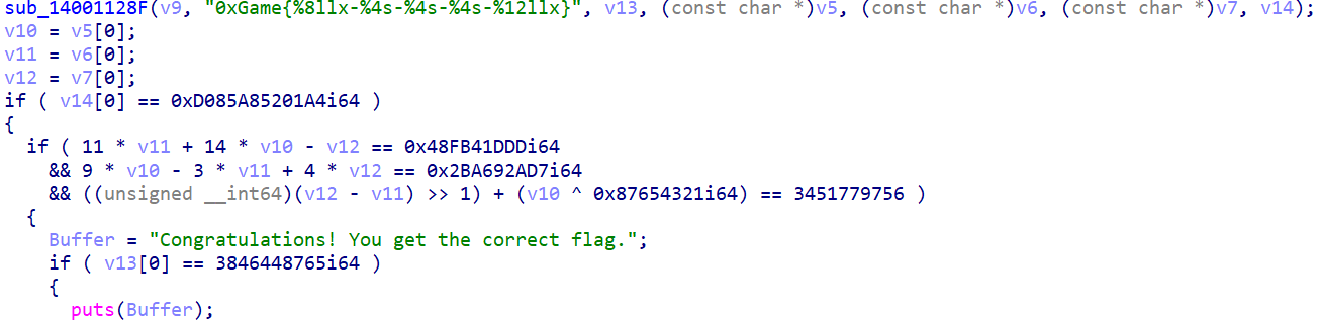 sub_14001128F(v9, "0xGame{%8llx-%4s-%4s-%4s-%12llx}", v13, (const char *)v5, (const char *)v6, (const char *)v7, v14);
v10 = v5[0];
v11 = v6[0];
v12 = v7[0];
if ( v14[0] == 0xD085A85201A4i64 )
{
if ( 11 * v11 + 14 * v10 - v12 == 0x48FB41DDDi64
&& 9 * v10 - 3 * v11 + 4 * v12 == 0x2BA692AD7i64
&& ((unsigned __int64)(v12 - v11) >> 1) + (v10 ^ 0x87654321i64) == 3451779756 )
{
Buffer = "Congratulations! You get the correct flag.";
if ( v13[0] == 3846448765i64 )
{
puts(Buffer);